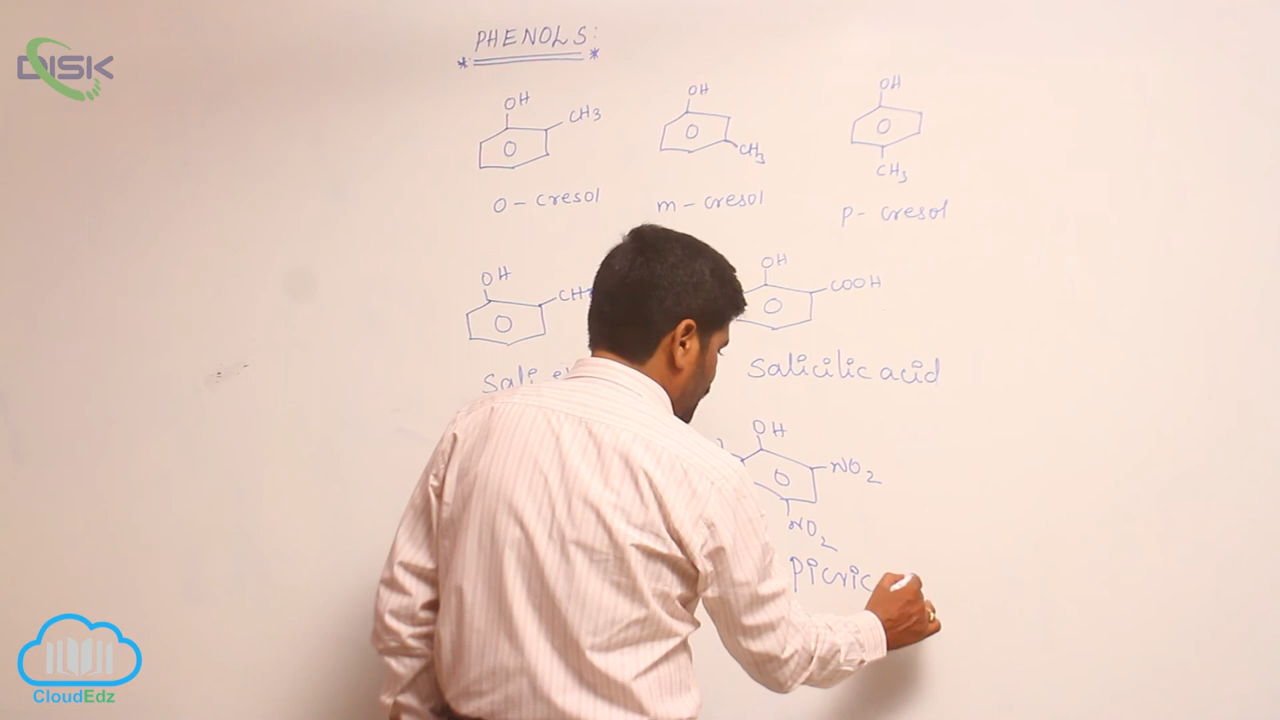 DISK
PHENOLS:
OH
CH3
OH
CH3
OH
CH3
O - cresol
m - cresol
P - cresol
OH
OH
COOH
Salicilic acid
OH
NO2
NO2
Picric
CloudEdz